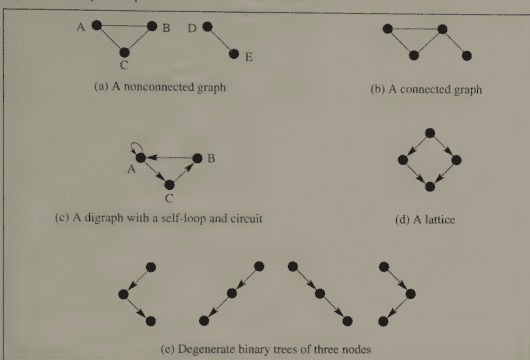 A B D
C E
(a) A nonconnected graph
(b) A connected graph
A B
C
(c) A digraph with a self-loop and circuit
(d) A lattice
(e) Degenerate binary trees of three nodes